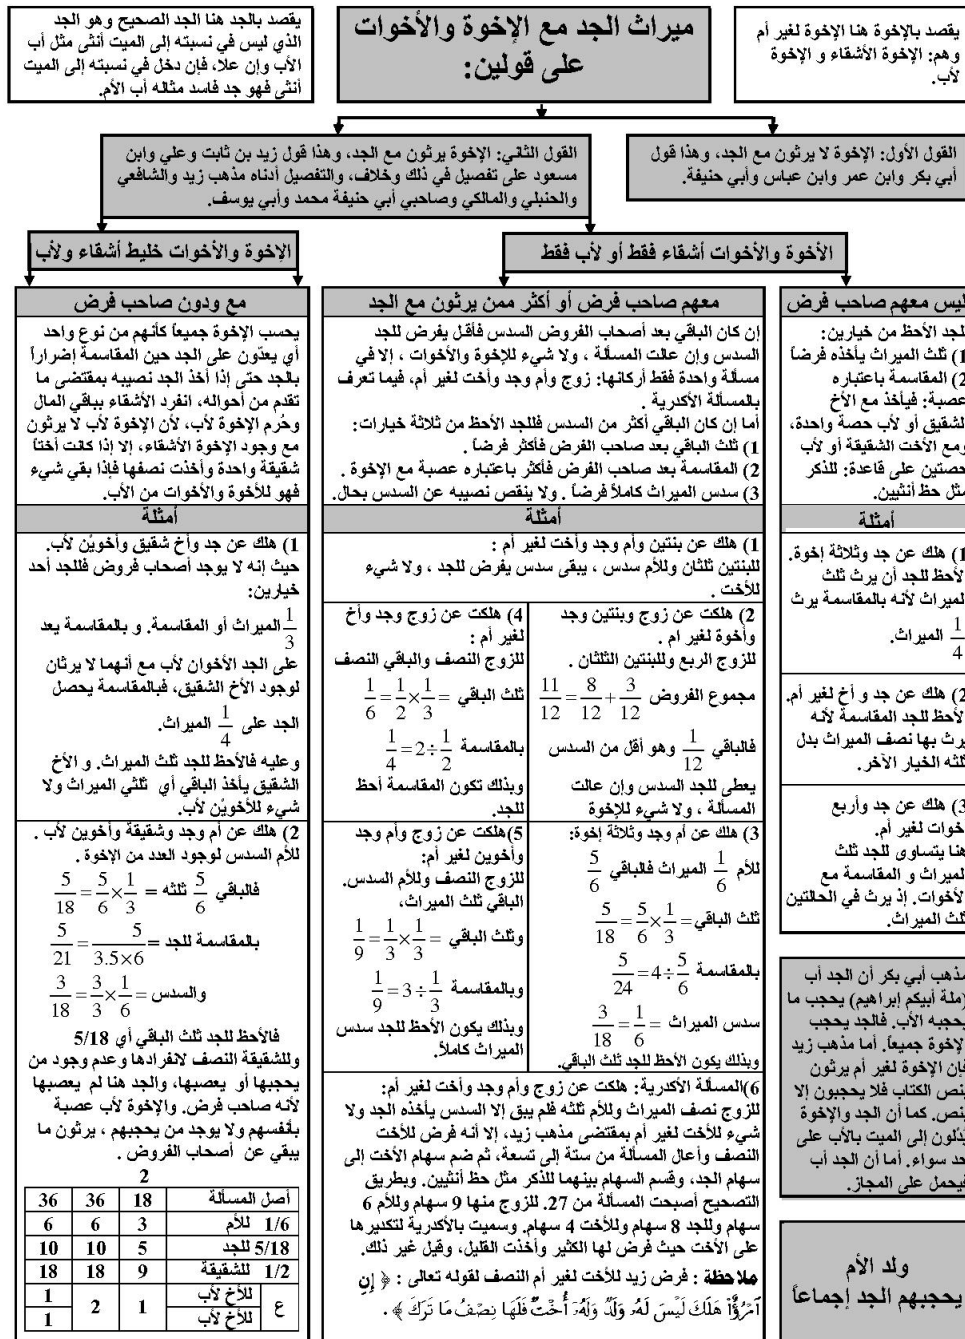 ميراث الجد مع الإخوة والأخوات
على قولين:
يقصد بالإخوة هنا الإخوة لغير أم
وهم: الإخوة الأشقاء و الإخوة
لأب.
يقصد بالجد هنا الجد الصحيح وهو الجد
الذي ليس في نسبته إلى الميت أنثى مثل أب
الأب وإن علا، فإن دخل في نسبته إلى الميت
أنثى فهو جد فاسد مثاله أب الأم.
القول الأول: الإخوة لا يرثون مع الجد، وهذا قول
أبي بكر وابن عمر وابن عباس وأبي حنيفة.
القول الثاني: الإخوة يرثون مع الجد، وهذا قول زيد بن ثابت وعلي وابن
مسعود على تفصيل في ذلك وخلاف، والتفصيل أدناه مذهب زيد والشافعي
والحنبلي والمالكي وصاحبي أبي حنيفة محمد وأبي يوسف.
الأخوة والأخوات أشقاء فقط أو لأب فقط
الإخوة والأخوات خليط أشقاء ولأب
ليس معهم صاحب فرض
للجد الأحظ من خيارين:
1) ثلث الميراث يأخذه فرضاً
2) المقاسمة باعتباره
عصبة: فيأخذ مع الأخ
الشقيق أو لأب حصة واحدة،
ومع الأخت الشقيقة أو لأب
حصتين على قاعدة: للذكر
مثل حظ أنثيين.
أمثلة
1) هلك عن جد وثلاثة إخوة.
الأحظ للجد أن يرث ثلث
الميراث لأنه بالمقاسمة يرث
1/4 الميراث.
2) هلك عن جد و أخ لغير أم.
الأحظ للجد المقاسمة لأنه
يرث بها نصف الميراث بدل
ثلثه الخيار الآخر.
3) هلك عن جد وأربع
أخوات لغير أم.
هنا يتساوى للجد ثلث
الميراث و المقاسمة مع
الأخوات. إذ يرث في الحالتين
ثلث الميراث.
مذهب أبي بكر أن الجد أب
(ملة أبيكم إبراهيم) يحجب ما
يحجبه الأب. فالجد يحجب
الإخوة جميعاً. أما مذهب زيد
فإن الإخوة لغير أم يرثون
بنص الكتاب فلا يحجبون إلا
بنص. كما أن الجد والإخوة
يُدلون إلى الميت بالأب على
حد سواء. أما أن الجد أب
فيحمل على المجاز.
ولد الأم
يحجبهم الجد إجماعاً
معهم صاحب فرض أو أكثر ممن يرثون مع الجد
إن كان الباقي بعد أصحاب الفروض السدس فأقل يفرض للجد
السدس وإن عالت المسألة ، ولا شيء للإخوة والأخوات ، إلا في
مسألة واحدة فقط أركانها: زوج وأم وجد وأخت لغير أم، فيما تعرف
بالمسألة الأكدرية .
أما إن كان الباقي أكثر من السدس فللجد الأحظ من ثلاثة خيارات:
1) ثلث الباقي بعد صاحب الفرض فأكثر فرضاً .
2) المقاسمة بعد صاحب الفرض فأكثر باعتباره عصبة مع الإخوة .
3) سدس الميراث كاملاً فرضاً . ولا ينقص نصيبه عن السدس بحال.
أمثلة
1) هلك عن بنتين وأم وجد وأخت لغير أم :
للبنتين ثلثان وللأم سدس ، يبقى سدس يفرض للجد ، ولا شيء
للأخت .
2) هلكت عن زوج وبنتين وجد
وأخوة لغير ام .
للزوج الربع وللبنتين الثلثان .
مجموع الفروض 3/12 + 8/12 = 11/12
فالباقي 1/12 وهو أقل من السدس
يعطى للجد السدس وإن عالت
المسألة ، ولا شيء للإخوة
4) هلكت عن زوج وجد وأخ
لغير أم :
للزوج النصف والباقي النصف
ثلث الباقي = 1/3 × 1/2 = 1/6
بالمقاسمة 1/2 ÷ 2 = 1/4
وبذلك تكون المقاسمة أحظ
للجد.
3) هلك عن أم وجد وثلاثة إخوة:
للأم 1/6 الميراث فالباقي 5/6
ثلث الباقي = 1/3 × 5/6 = 5/18
بالمقاسمة 5/6 ÷ 4 = 5/24
سدس الميراث = 1/6 = 3/18
وبذلك يكون الأحظ للجد ثلث الباقي.
5)هلكت عن زوج وأم وجد
وأخوين لغير أم:
للزوج النصف وللأم السدس.
الباقي ثلث الميراث،
وثلث الباقي = 1/3 × 1/3 = 1/9
وبالمقاسمة 1/3 ÷ 3 = 1/9
وبذلك يكون الأحظ للجد سدس
الميراث كاملاً.
6)المسألة الأكدرية: هلكت عن زوج وأم وجد وأخت لغير أم:
للزوج نصف الميراث وللأم ثلثه فلم يبق إلا السدس يأخذه الجد ولا
شيء للأخت لغير أم بمقتضى مذهب زيد، إلا أنه فرض للأخت
النصف وأعال المسألة من ستة إلى تسعة، ثم ضم سهام الأخت إلى
سهام الجد، وقسم السهام بينهما للذكر مثل حظ أنثيين. وبطريق
التصحيح أصبحت المسألة من 27. للزوج منها 9 سهام وللأم 6
سهام وللجد 8 سهام وللأخت 4 سهام. وسميت بالأكدرية لتكديرها
على الأخت حيث فرض لها الكثير وأخذت القليل، وقيل غير ذلك.
ملاحظة : فرض زيد للأخت لغير أم النصف لقوله تعالى : ﴿ إِنِ
ٱمْرُؤٌا۟ هَلَكَ لَيْسَ لَهُۥ وَلَدٌ وَلَهُۥٓ أُخْتٌ فَلَهَا نِصْفُ مَا تَرَكَ ﴾ .
مع ودون صاحب فرض
يحسب الإخوة جميعاً كأنهم من نوع واحد
أي يعدّون على الجد حين المقاسمة إضراراً
بالجد حتى إذا أخذ الجد نصيبه بمقتضى ما
تقدم من أحواله، انفرد الأشقاء بباقي المال
وحُرم الإخوة لأب، لأن الإخوة لأب لا يرثون
مع وجود الإخوة الأشقاء، إلا إذا كانت أختاً
شقيقة واحدة وأخذت نصفها فإذا بقي شيء
فهو للأخوة والأخوات من الأب.
أمثلة
1) هلك عن جد وأخ شقيق وأخويْن لأب.
حيث إنه لا يوجد أصحاب فروض فللجد أحد
خيارين:
1/3 الميراث أو المقاسمة. و بالمقاسمة يعد
على الجد الأخوان لأب مع أنهما لا يرثان
لوجود الأخ الشقيق، فبالمقاسمة يحصل
الجد على 1/4 الميراث.
وعليه فالأحظ للجد ثلث الميراث. و الأخ
الشقيق يأخذ الباقي أي ثلثي الميراث ولا
شيء للأخويْن لأب.
2) هلك عن أم وجد وشقيقة وأخوين لأب .
للأم السدس لوجود العدد من الإخوة .
فالباقي 5/6 ثلثه = 1/3 × 5/6 = 5/18
بالمقاسمة للجد = 5/3.5×6 = 5/21
والسدس = 1/6 × 3/3 = 3/18
فالأحظ للجد ثلث الباقي أي 5/18
وللشقيقة النصف لانفرادها وعدم وجود من
يحجبها أو يعصبها، والجد هنا لم يعصبها
لأنه صاحب فرض. والإخوة لأب عصبة
بأنفسهم ولا يوجد من يحجبهم ، يرثون ما
يبقي عن أصحاب الفروض .
2
أصل المسألة 18 36 36
1/6 للأم 3 6 6
5/18 للجد 5 10 10
1/2 للشقيقة 9 18 18
ع للأخ لأب 1 2 1
للأخ لأب 1